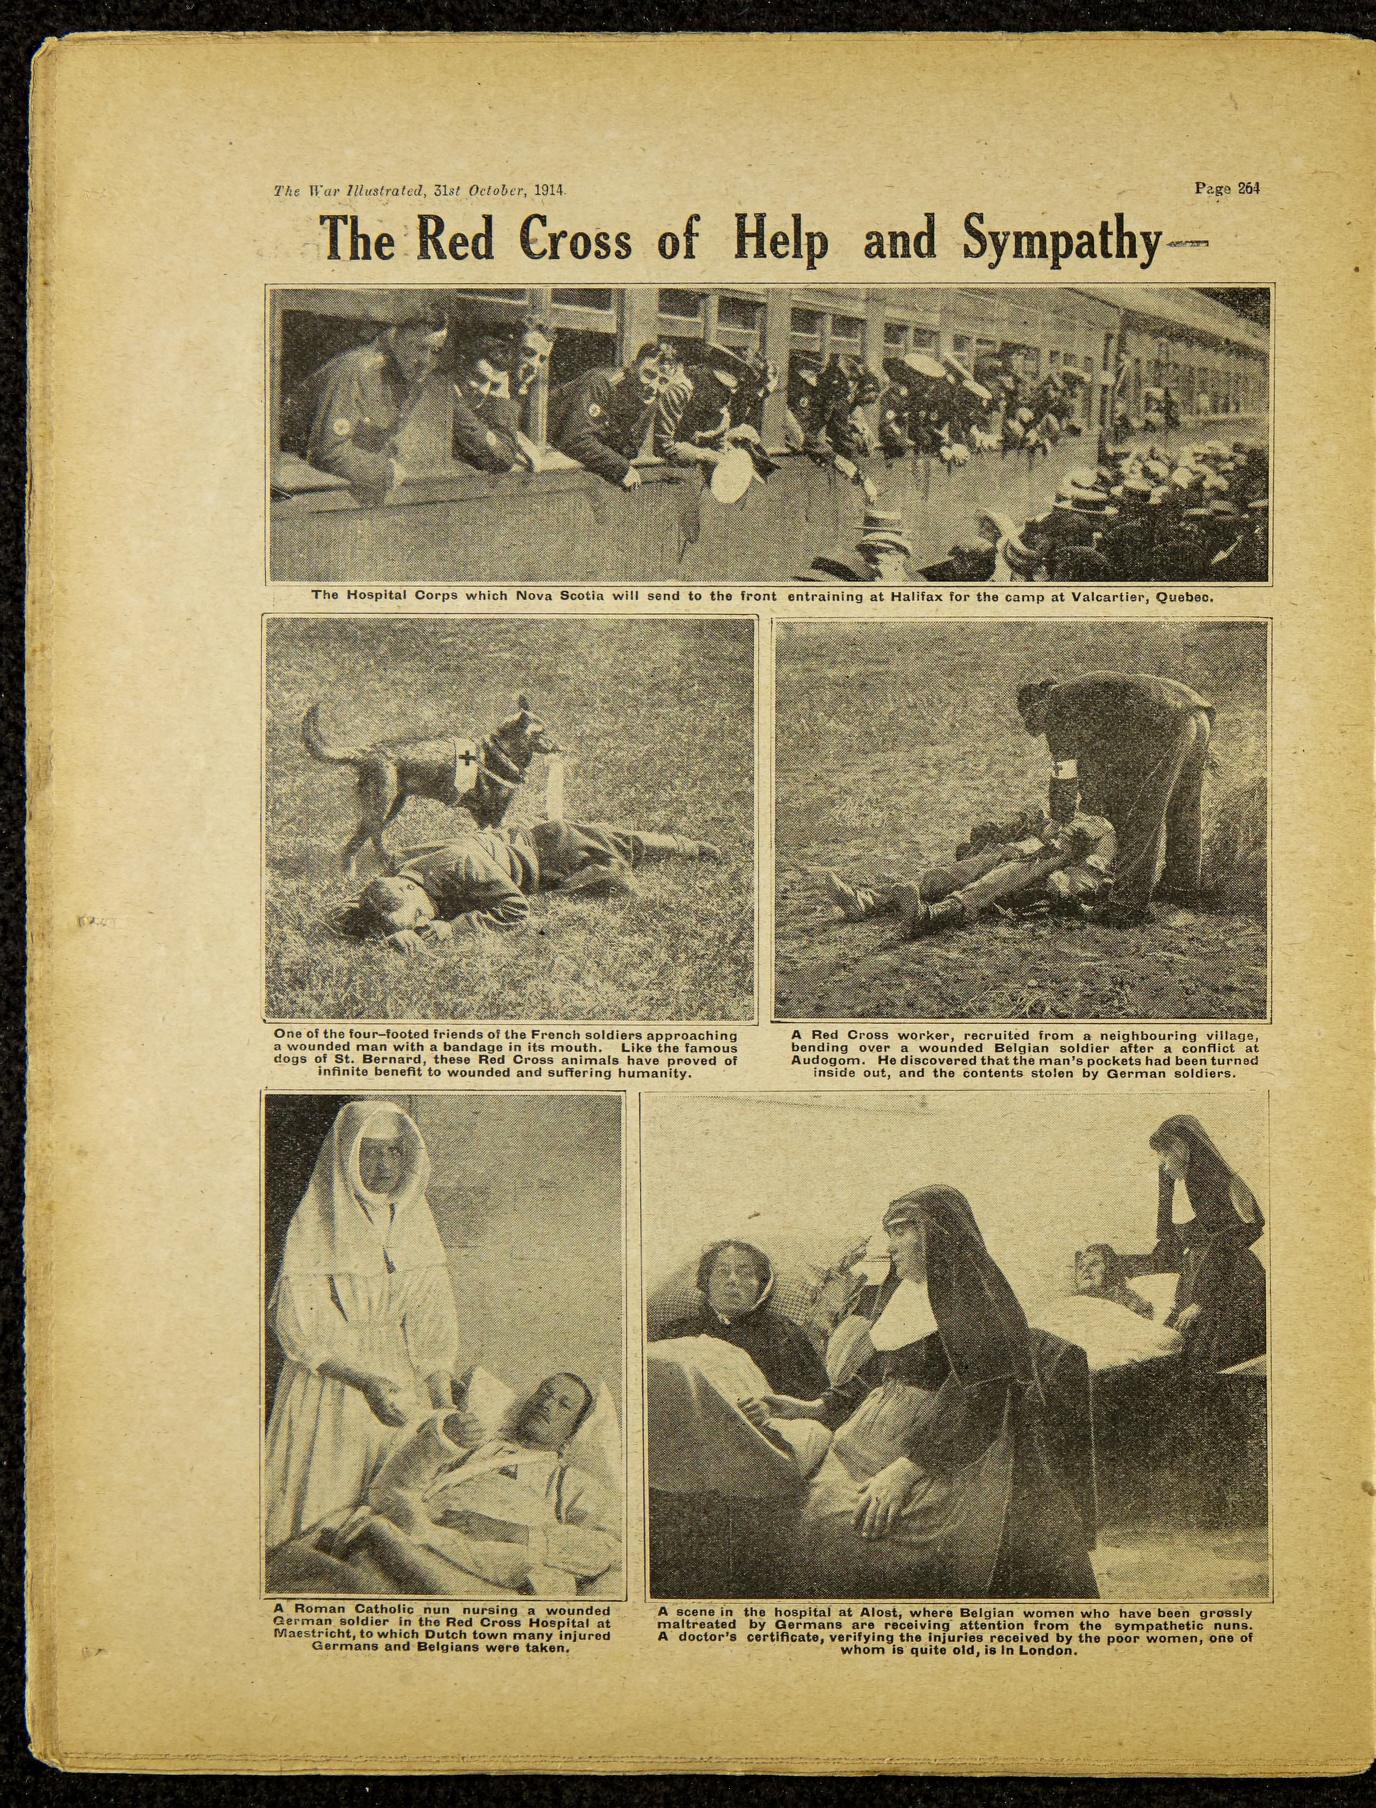 The War Illustrated, 31st October, 1914.
Page 264
The Red Cross of Help and Sympathy—
The Hospital Corps which Nova Scotia will send to the front entraining at Halifax for the camp at Valcartier, Quebec.
One of the four-footed friends of the French soldiers approaching
a wounded man with a bandage in its mouth. Like the famous
dogs of St. Bernard, these Red Cross animals have proved of
infinite benefit to wounded and suffering humanity.
A Red Cross worker, recruited from a neighbouring village,
bending over a wounded Belgian soldier after a conflict at
Audogom. He discovered that the man's pockets had been turned
inside out, and the contents stolen by German soldiers.
A Roman Catholic nun nursing a wounded
German soldier in the Red Cross Hospital at
Maestricht, to which Dutch town many injured
Germans and Belgians were taken.
A scene in the hospital at Alost, where Belgian women who have been grossly
maltreated by Germans are receiving attention from the sympathetic nuns.
A doctor's certificate, verifying the injuries received by the poor women, one of
whom is quite old, is in London.